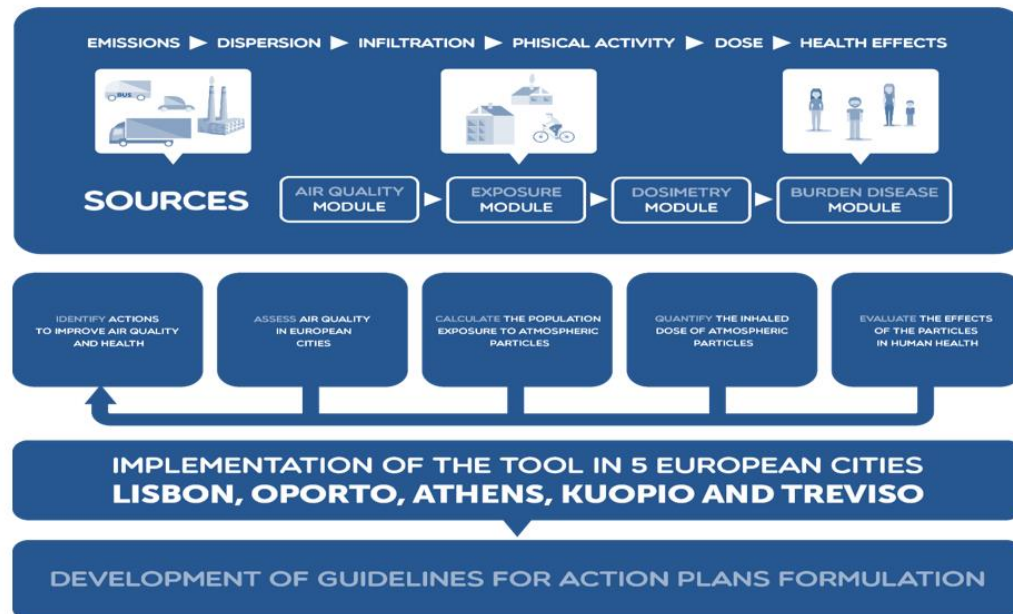 EMISSIONS ▶ DISPERSION ▶ INFILTRATION ▶ PHISICAL ACTIVITY ▶ DOSE ▶ HEALTH EFFECTS
BUS
SOURCES
AIR QUALITY
MODULE
EXPOSURE
MODULE
DOSIMETRY
MODULE
BURDEN DISEASE
MODULE
IDENTIFY ACTIONS
TO IMPROVE AIR QUALITY
AND HEALTH
ASSESS AIR QUALITY
IN EUROPEAN
CITIES
CALCULATE THE POPULATION
EXPOSURE TO ATMOSPHERIC
PARTICLES
QUANTIFY THE INHALED
DOSE OF ATMOSPHERIC
PARTICLES
EVALUATE THE EFFECTS
OF THE PARTICLES
IN HUMAN HEALTH
IMPLEMENTATION OF THE TOOL IN 5 EUROPEAN CITIES
LISBON, OPORTO, ATHENS, KUOPIO AND TREVISO
DEVELOPMENT OF GUIDELINES FOR ACTION PLANS FORMULATION